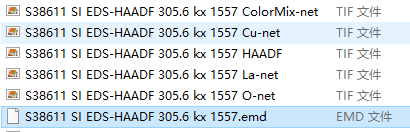 S38611 SI EDS-HAADF 305.6 kx 1557 ColorMix-net TIF 文件
S38611 SI EDS-HAADF 305.6 kx 1557 Cu-net TIF 文件
S38611 SI EDS-HAADF 305.6 kx 1557 HAADF TIF 文件
S38611 SI EDS-HAADF 305.6 kx 1557 La-net TIF 文件
S38611 SI EDS-HAADF 305.6 kx 1557 O-net TIF 文件
S38611 SI EDS-HAADF 305.6 kx 1557.emd EMD 文件